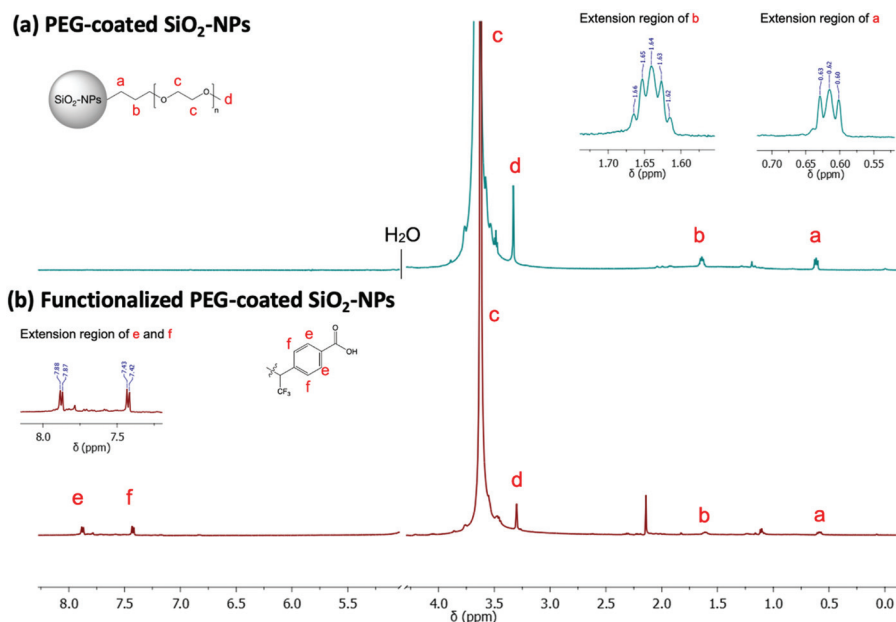 (a) PEG-coated SiO₂-NPs
SiO₂-NPs
a
b
c
c
O
O
n
d
c
d
H₂O
b
a
Extension region of b
1.66
1.65
1.64
1.63
1.62
1.70 1.65 1.60
δ (ppm)
Extension region of a
0.63
0.62
0.60
0.70 0.65 0.60 0.55
δ (ppm)
(b) Functionalized PEG-coated SiO₂-NPs
Extension region of e and f
7.88
7.87
7.43
7.42
8.0 7.5
δ (ppm)
O
OH
e
f
e
f
CF₃
c
e
f
d
b
a
8.0 7.5 7.0 6.5 6.0 5.5 5.0 4.0 3.5 3.0 2.5 2.0 1.5 1.0 0.5 0.0
δ (ppm)